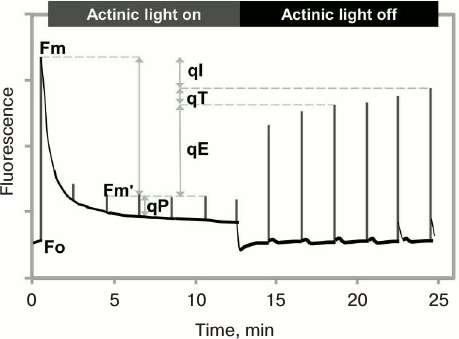 Actinic light on
Actinic light off
Fm
qI
qT
qE
Fm'
qP
Fo
Fluorescence
0
5
10
15
20
25
Time, min